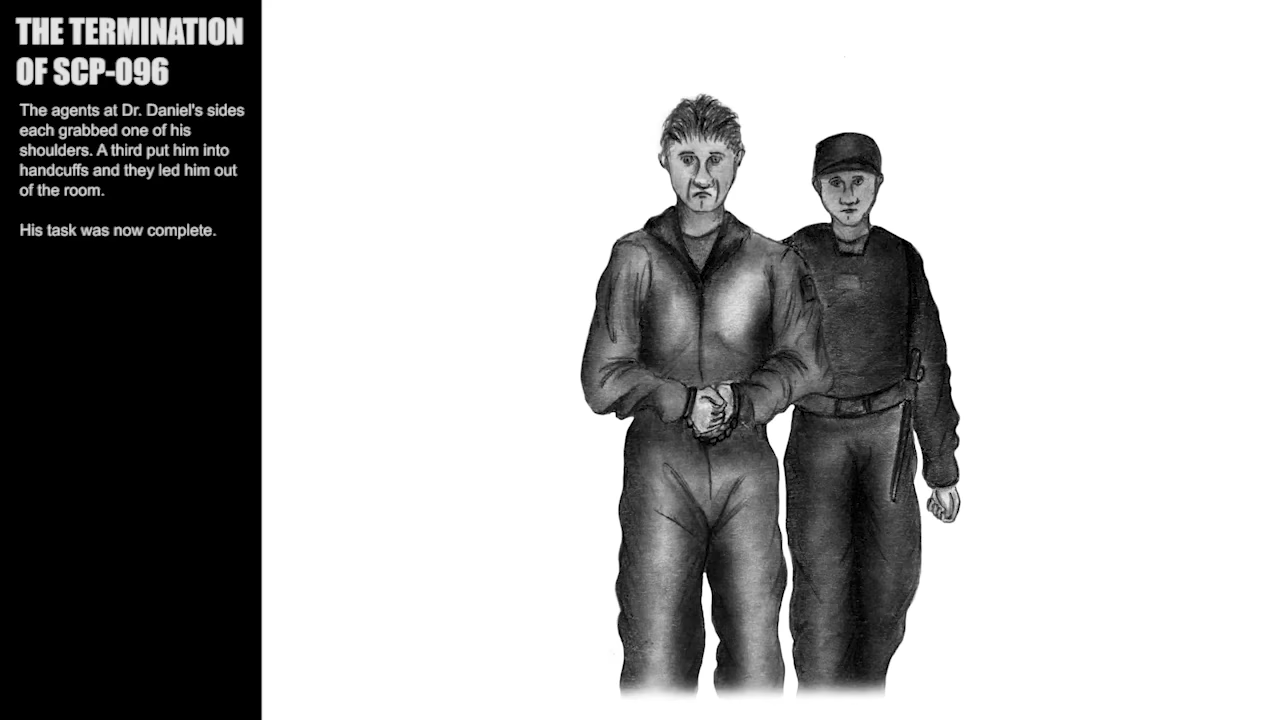 THE TERMINATION
OF SCP-096
The agents at Dr. Daniel's sides
each grabbed one of his
shoulders. A third put him into
handcuffs and they led him out
of the room.
His task was now complete.